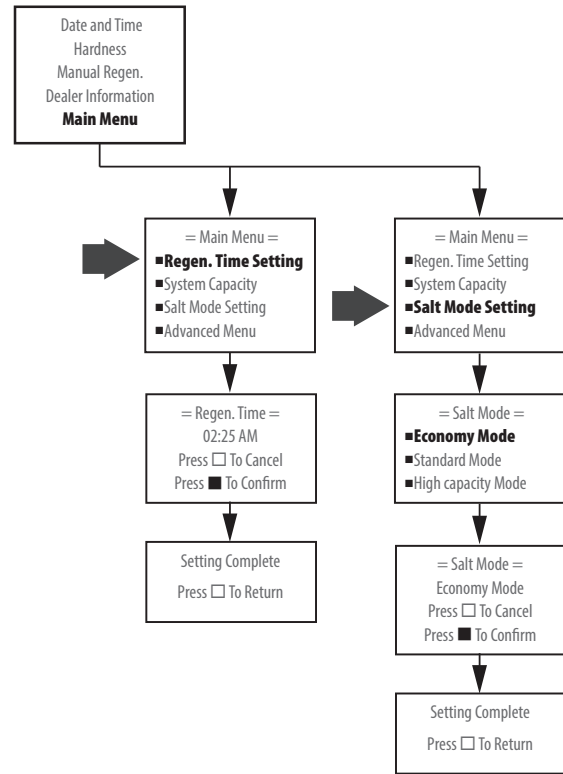 Date and Time
Hardness
Manual Regen.
Dealer Information
Main Menu
= Main Menu =
■Regen. Time Setting
■System Capacity
■Salt Mode Setting
■Advanced Menu
= Regen. Time =
02:25 AM
Press □ To Cancel
Press ■ To Confirm
Setting Complete
Press □ To Return
= Main Menu =
■Regen. Time Setting
■System Capacity
■Salt Mode Setting
■Advanced Menu
= Salt Mode =
■Economy Mode
■Standard Mode
■High capacity Mode
= Salt Mode =
Economy Mode
Press □ To Cancel
Press ■ To Confirm
Setting Complete
Press □ To Return